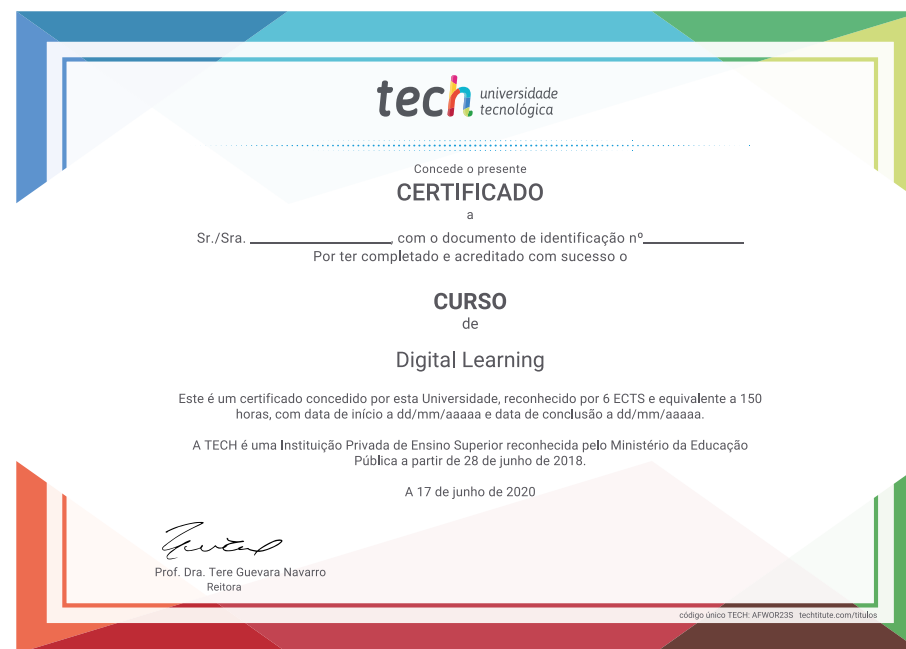 tech universidade
tecnológica
Concede o presente
CERTIFICADO
a
Sr./Sra. ____________________, com o documento de identificação nº______________
Por ter completado e acreditado com sucesso o
CURSO
de
Digital Learning
Este é um certificado concedido por esta Universidade, reconhecido por 6 ECTS e equivalente a 150
horas, com data de início a dd/mm/aaaaa e data de conclusão a dd/mm/aaaaa.
A TECH é uma Instituição Privada de Ensino Superior reconhecida pelo Ministério da Educação
Pública a partir de 28 de junho de 2018.
A 17 de junho de 2020
Prof. Dra. Tere Guevara Navarro
Reitora
código único TECH: AFWOR23S techtitute.com/titulos